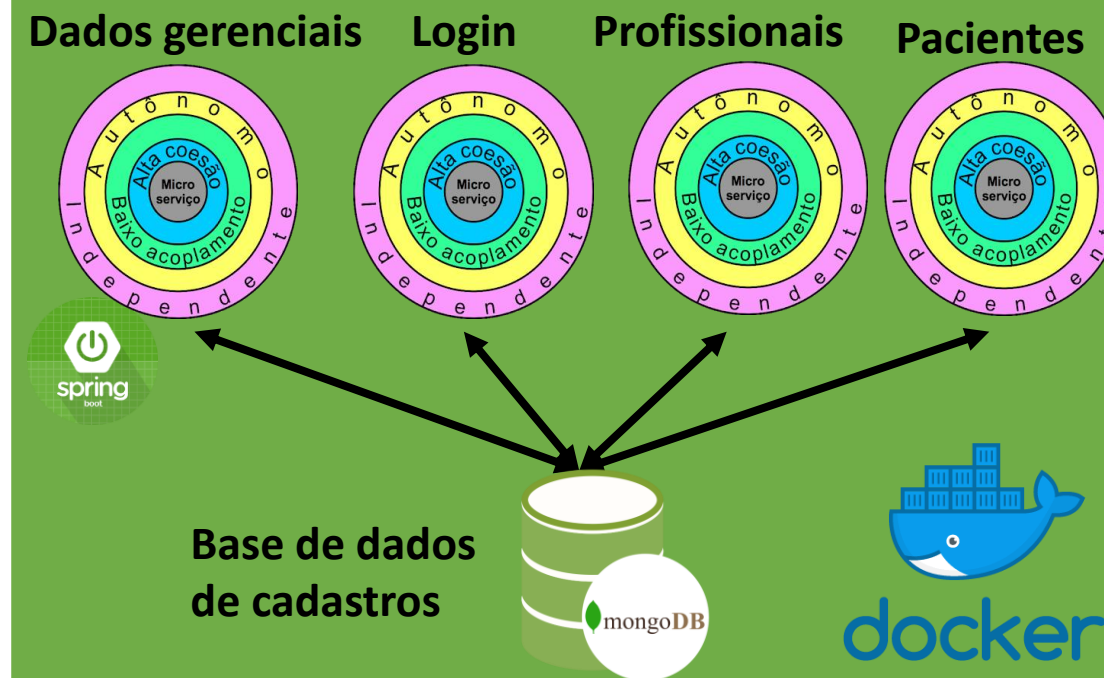 Dados gerenciais
Login
Profissionais
Pacientes
Independente
Autônomo
Baixo acoplamento
Alta coesão
Micro
serviço
Independente
Autônomo
Baixo acoplamento
Alta coesão
Micro
serviço
Independente
Autônomo
Baixo acoplamento
Alta coesão
Micro
serviço
Independente
Autônomo
Baixo acoplamento
Alta coesão
Micro
serviço
spring
boot
Base de dados
de cadastros
mongoDB
docker